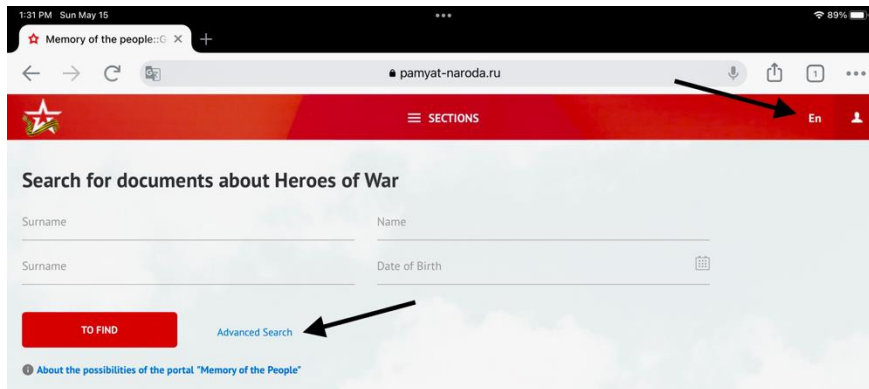 1:31 PM Sun May 15
89%
Memory of the people::G
pamyat-naroda.ru
1
SECTIONS
En
Search for documents about Heroes of War
Surname
Name
Surname
Date of Birth
TO FIND
Advanced Search
About the possibilities of the portal "Memory of the People"